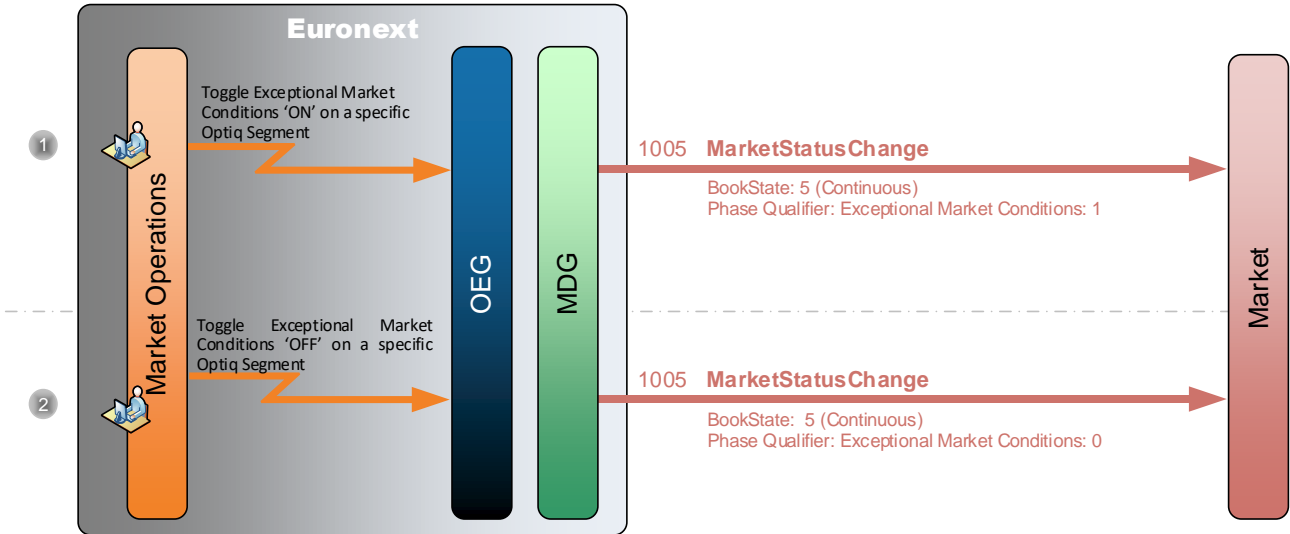 Euronext
Toggle Exceptional Market
Conditions ‘ON’ on a specific
Optiq Segment
1
1005 MarketStatusChange
BookState: 5 (Continuous)
Phase Qualifier: Exceptional Market Conditions: 1
Market Operations
OEG
MDG
Market
Toggle Exceptional Market
Conditions ‘OFF’ on a specific
Optiq Segment
2
1005 MarketStatusChange
BookState: 5 (Continuous)
Phase Qualifier: Exceptional Market Conditions: 0